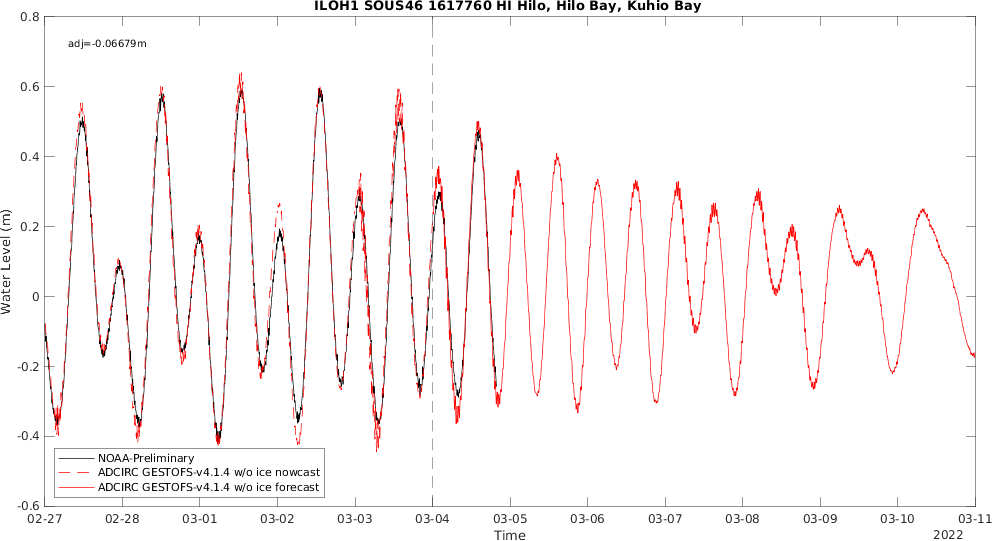 ILOH1 SOUS46 1617760 HI Hilo, Hilo Bay, Kuhio Bay
adj=-0.06679m
Water Level (m)
0.8
0.6
0.4
0.2
0
-0.2
-0.4
-0.6
NOAA-Preliminary
ADCIRC GESTOFS-v4.1.4 w/o ice nowcast
ADCIRC GESTOFS-v4.1.4 w/o ice forecast
02-27 02-28 03-01 03-02 03-03 03-04 03-05 03-06 03-07 03-08 03-09 03-10 03-11
Time
2022